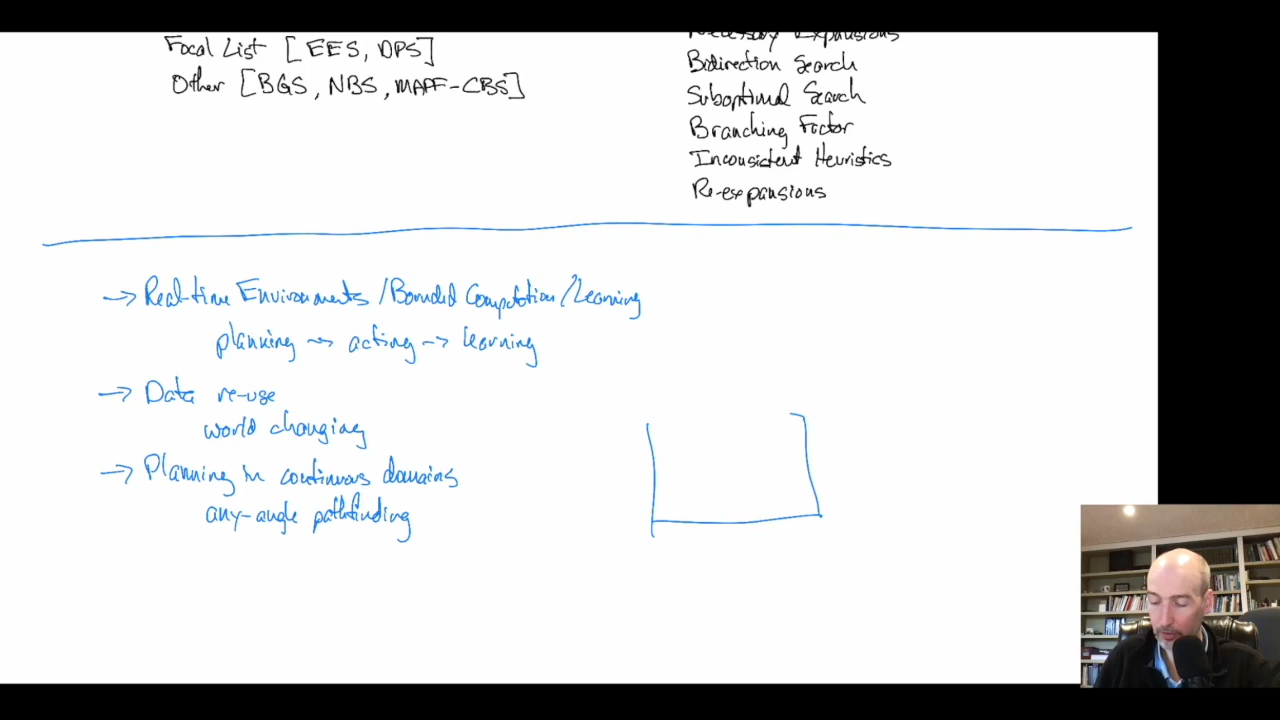 Focal List [EES, DPS]
Other [BGS, NBS, MAPF-CBS]
Necessary Expansions
Bidirection Search
Suboptimal Search
Branching Factor
Inconsistent Heuristics
Re-expansions
→ Real-time Environments/Bounded Computation/Learning
planning → acting → learning
→ Data re-use
world changing
→ Planning in continuous domains
any-angle pathfinding